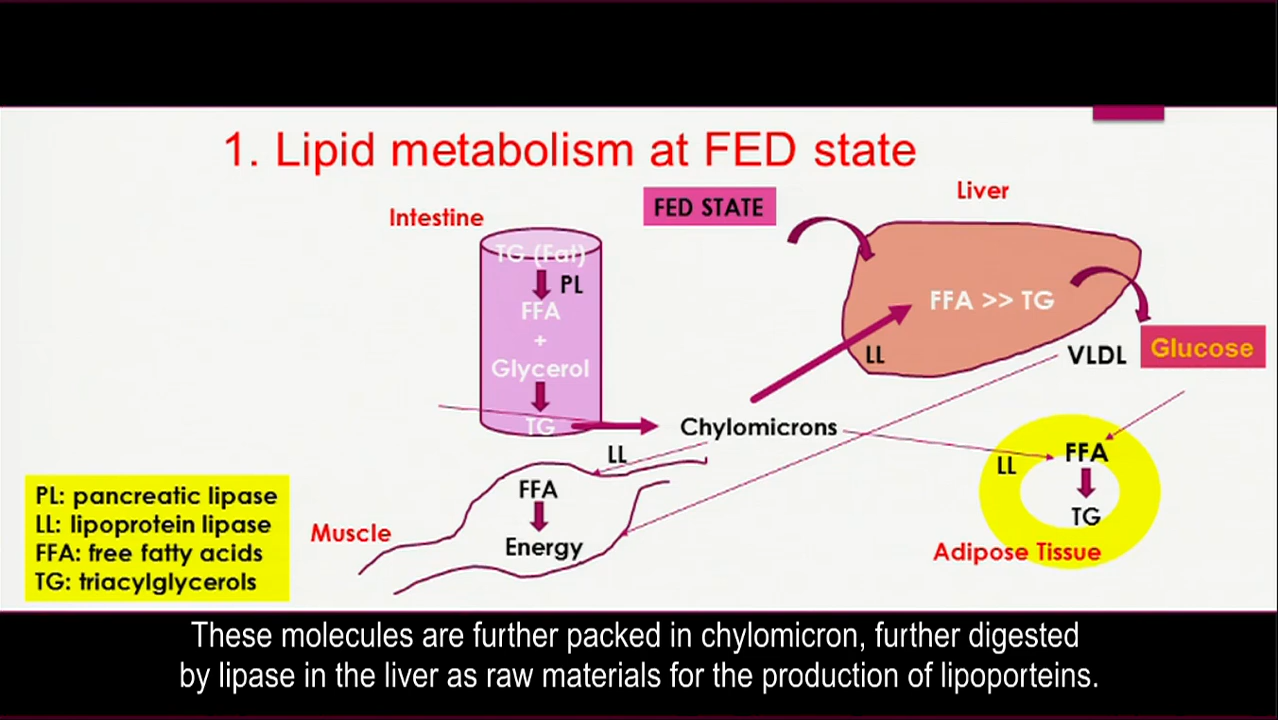 1. Lipid metabolism at FED state
Intestine
FED STATE
Liver
TG (Fat)
PL
FFA
+
Glycerol
TG
FFA >> TG
LL
VLDL
Glucose
Chylomicrons
LL
FFA
Energy
Muscle
LL
FFA
TG
Adipose Tissue
PL: pancreatic lipase
LL: lipoprotein lipase
FFA: free fatty acids
TG: triacylglycerols
These molecules are further packed in chylomicron, further digested
by lipase in the liver as raw materials for the production of lipoporteins.